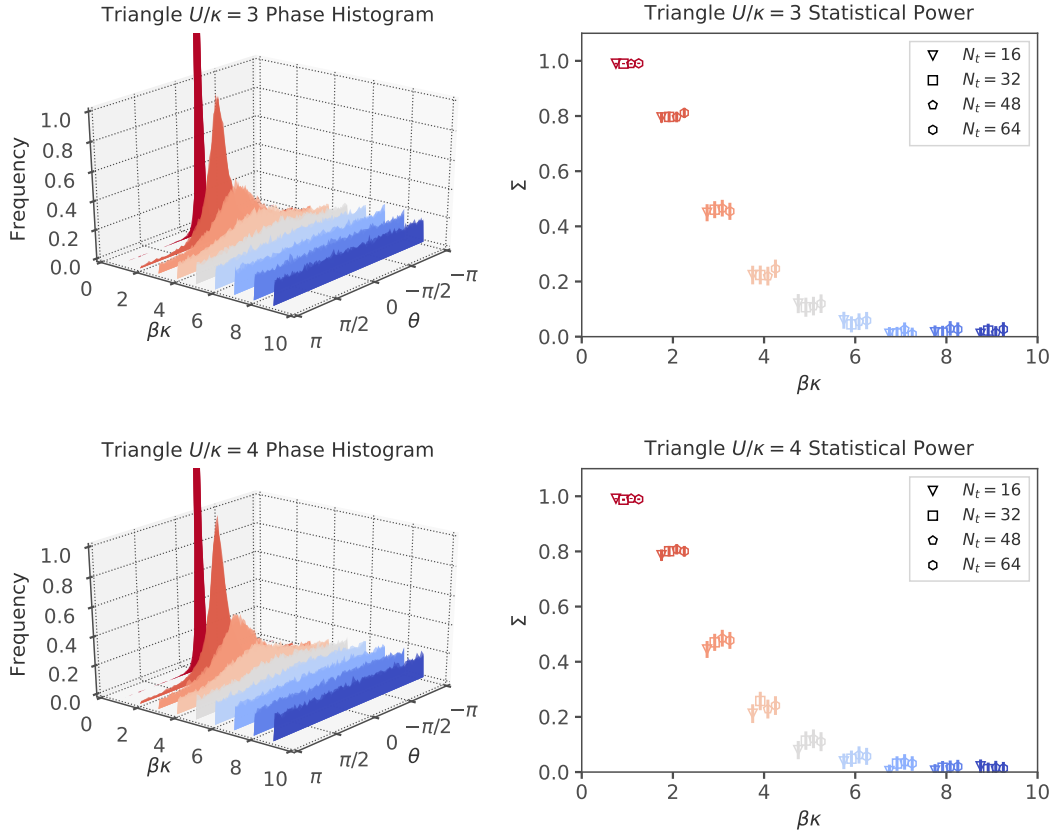 Triangle U/κ = 3 Phase Histogram
Frequency
1.0
0.8
0.6
0.4
0.2
0.0
0
2
4
6
8
10
βκ
π
π/2
0
−π/2
−π
θ
Triangle U/κ = 3 Statistical Power
Σ
1.0
0.8
0.6
0.4
0.2
0.0
0
2
4
6
8
10
βκ
N_t = 16
N_t = 32
N_t = 48
N_t = 64
Triangle U/κ = 4 Phase Histogram
Frequency
1.0
0.8
0.6
0.4
0.2
0.0
0
2
4
6
8
10
βκ
π
π/2
0
−π/2
−π
θ
Triangle U/κ = 4 Statistical Power
Σ
1.0
0.8
0.6
0.4
0.2
0.0
0
2
4
6
8
10
βκ
N_t = 16
N_t = 32
N_t = 48
N_t = 64